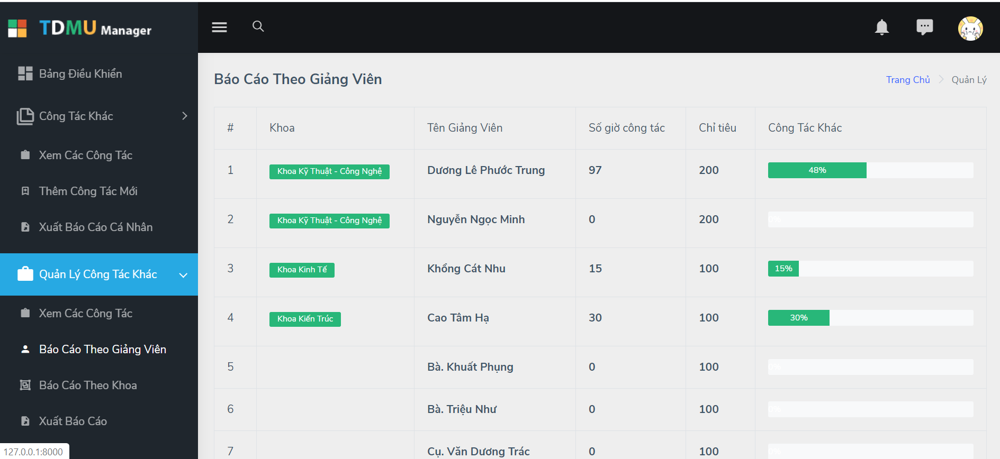 TDMU Manager
Bảng Điều Khiển
Công Tác Khác
Xem Các Công Tác
Thêm Công Tác Mới
Xuất Báo Cáo Cá Nhân
Quản Lý Công Tác Khác
Xem Các Công Tác
Báo Cáo Theo Giảng Viên
Báo Cáo Theo Khoa
Xuất Báo Cáo
127.0.0.1:8000
Báo Cáo Theo Giảng Viên
Trang Chủ > Quản Lý
# Khoa Tên Giảng Viên Số giờ công tác Chỉ tiêu Công Tác Khác
1 Khoa Kỹ Thuật - Công Nghệ Dương Lê Phước Trung 97 200 48%
2 Khoa Kỹ Thuật - Công Nghệ Nguyễn Ngọc Minh 0 200 0%
3 Khoa Kinh Tế Khổng Cát Nhu 15 100 15%
4 Khoa Kiến Trúc Cao Tâm Hạ 30 100 30%
5 Bà. Khuất Phụng 0 100 0%
6 Bà. Triệu Như 0 100 0%
7 Cụ. Văn Dương Trác 0 100 0%